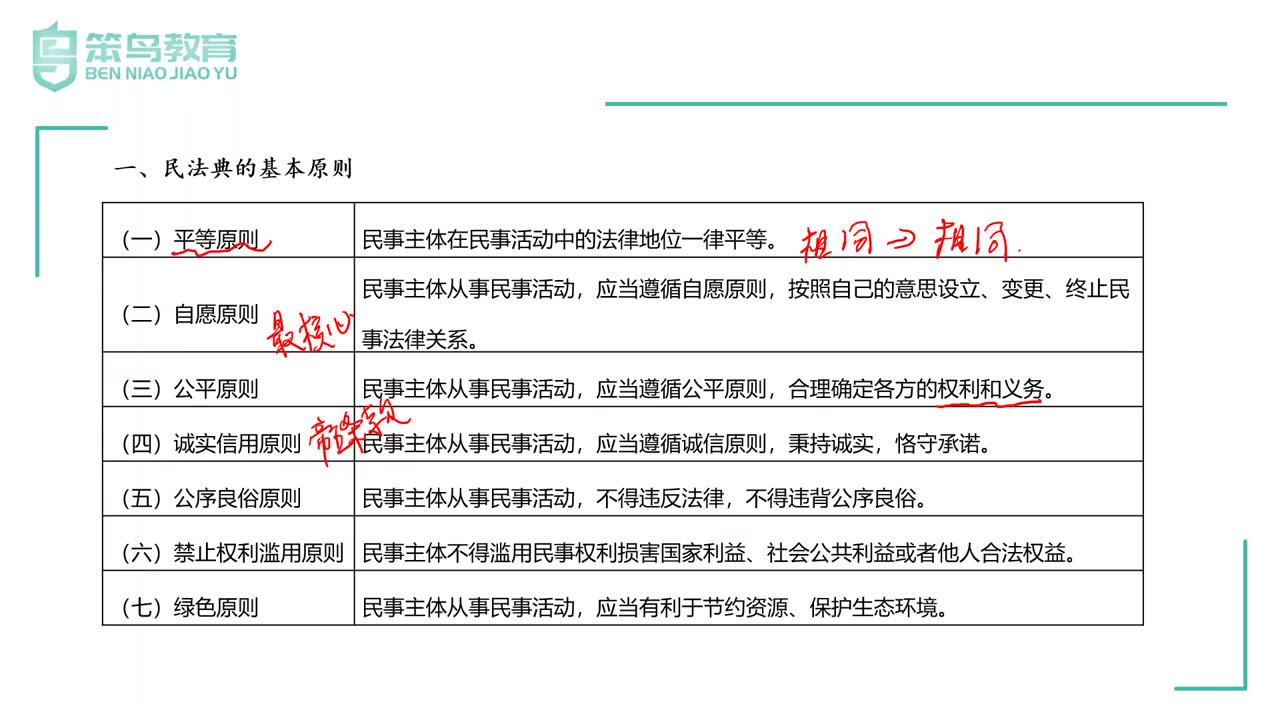 笨鸟教育
BEN NIAO JIAO YU
一、民法典的基本原则
（一）平等原则
民事主体在民事活动中的法律地位一律平等。
相同→相同.
（二）自愿原则
最核心
民事主体从事民事活动，应当遵循自愿原则，按照自己的意思设立、变更、终止民
事法律关系。
（三）公平原则
民事主体从事民事活动，应当遵循公平原则，合理确定各方的权利和义务。
（四）诚实信用原则
帝王条款
民事主体从事民事活动，应当遵循诚信原则，秉持诚实，恪守承诺。
（五）公序良俗原则
民事主体从事民事活动，不得违反法律，不得违背公序良俗。
（六）禁止权利滥用原则
民事主体不得滥用民事权利损害国家利益、社会公共利益或者他人合法权益。
（七）绿色原则
民事主体从事民事活动，应当有利于节约资源、保护生态环境。